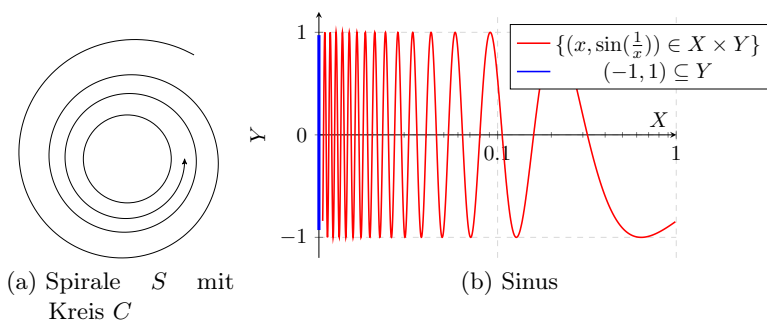 1
{(x, sin(1/x)) ∈ X × Y}
(−1, 1) ⊆ Y
Y
X
0
0.1
1
−1
(a) Spirale S mit
Kreis C
(b) Sinus